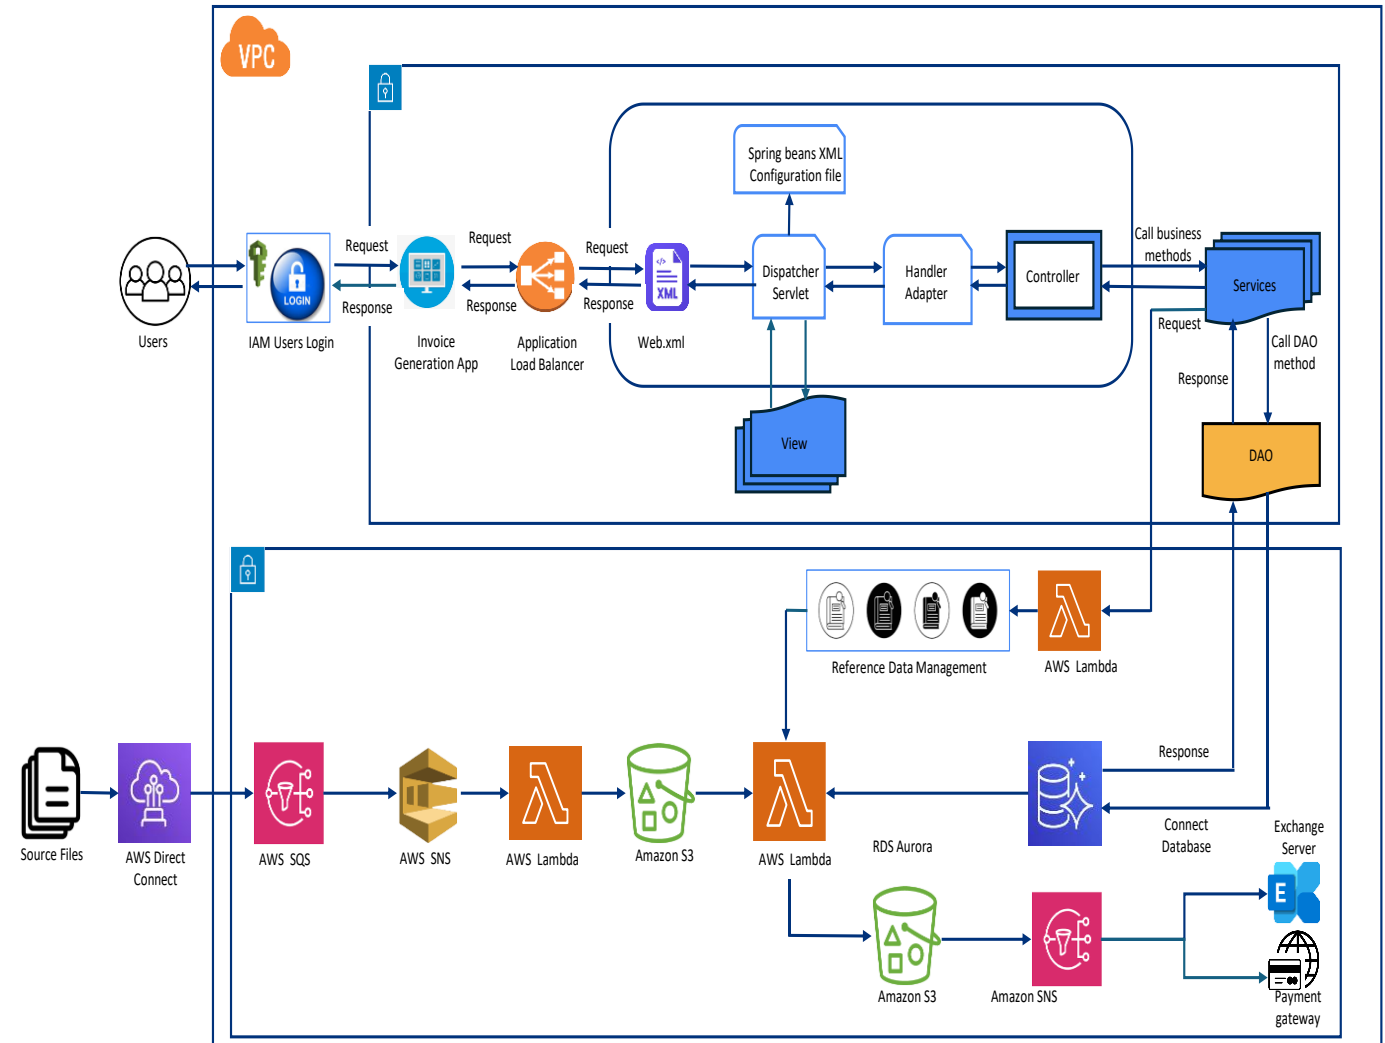 VPC
Spring beans XML
Configuration file
Call business
methods
Request
Request
Request
Dispatcher
Servlet
Handler
Adapter
Controller
Services
</>
XML
LOGIN
Response
Response
Response
Users
IAM Users Login
Invoice
Generation App
Application
Load Balancer
Web.xml
Request
Call DAO
method
Response
View
DAO
Reference Data Management
AWS Lambda
Response
Source Files
AWS Direct
Connect
AWS SQS
AWS SNS
AWS Lambda
Amazon S3
AWS Lambda
RDS Aurora
Connect
Database
Exchange
Server
E
Amazon S3
Amazon SNS
Payment
gateway